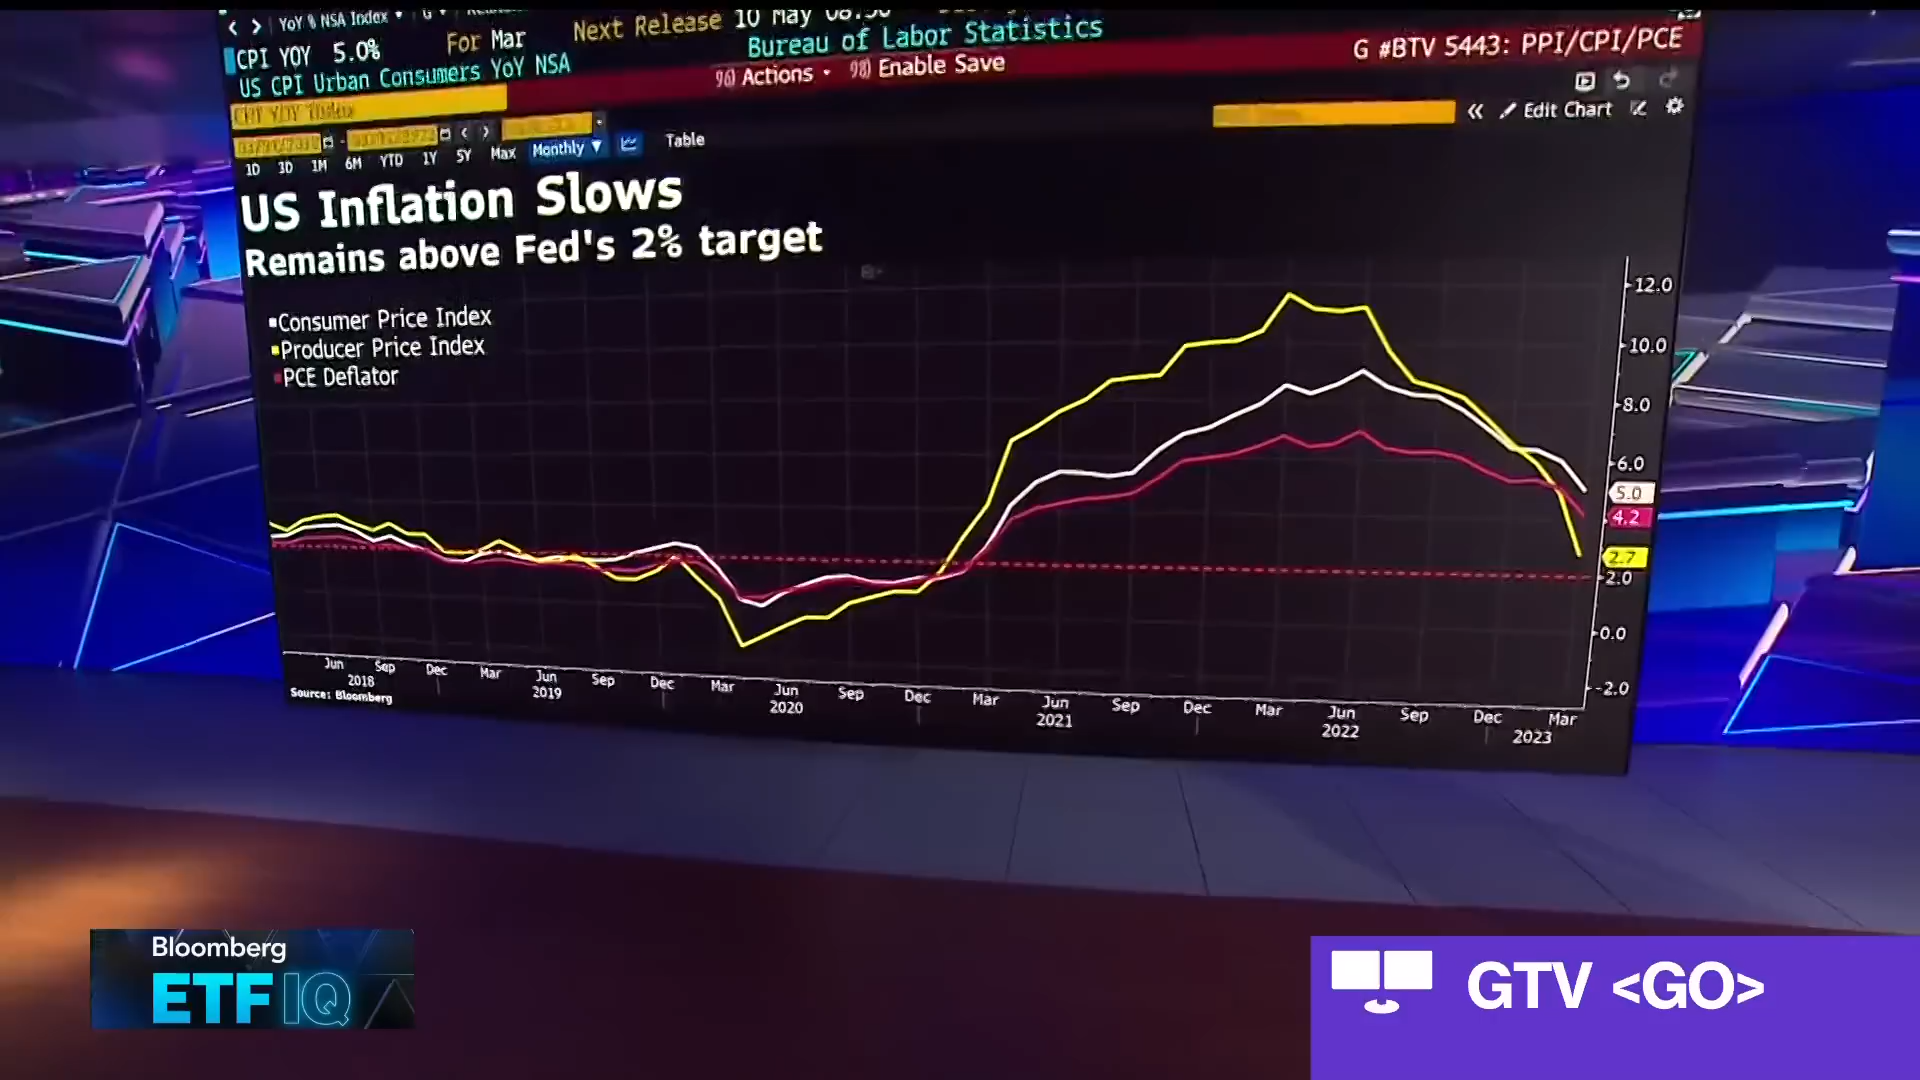 YoY % NSA Index
CPI YOY 5.0% For Mar Next Release 10 May
US CPI Urban Consumers YoY NSA Bureau of Labor Statistics
CPI YOY Index 96) Actions 98) Enable Save G #BTV 5443: PPI/CPI/PCE
1D 3D 1M 6M YTD 1Y 5Y Max Monthly ▼ Table « Edit Chart
US Inflation Slows
Remains above Fed's 2% target
Consumer Price Index
Producer Price Index
PCE Deflator
12.0
10.0
8.0
6.0
5.0
4.2
2.7
2.0
0.0
-2.0
Jun Sep Dec Mar Jun Sep Dec Mar Jun Sep Dec Mar Jun Sep Dec Mar Jun Sep Dec Mar
2018 2019 2020 2021 2022 2023
Source: Bloomberg
Bloomberg
ETF IQ
GTV <GO>